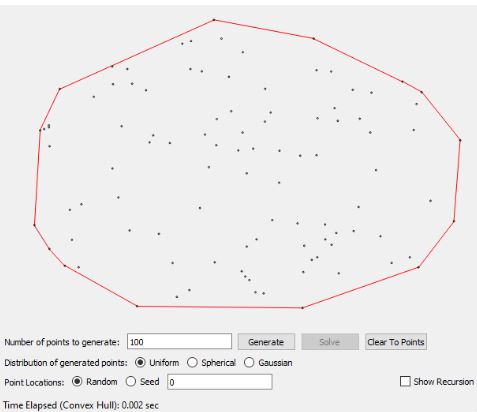 Number of points to generate: 100 Generate Solve Clear To Points
Distribution of generated points: Uniform Spherical Gaussian
Point Locations: Random Seed 0 Show Recursion
Time Elapsed (Convex Hull): 0.002 sec